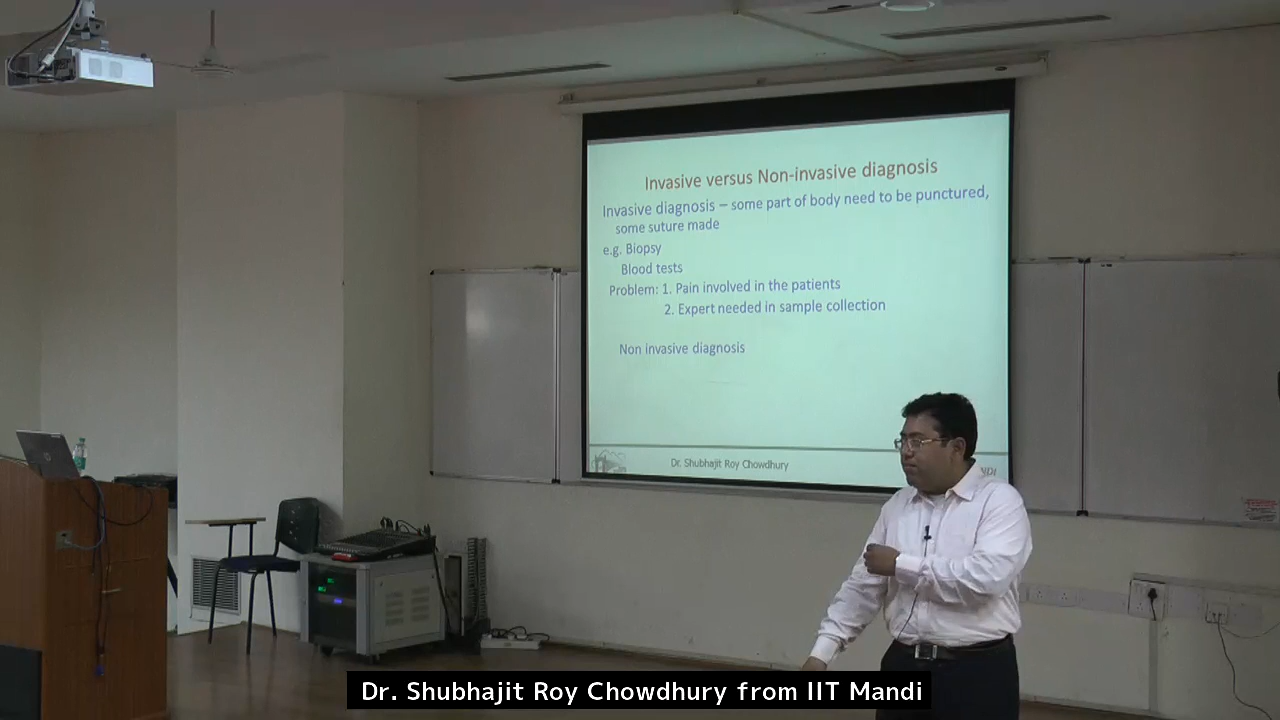 Invasive versus Non-invasive diagnosis
Invasive diagnosis – some part of body need to be punctured,
some suture made
e.g. Biopsy
Blood tests
Problem: 1. Pain involved in the patients
2. Expert needed in sample collection
Non invasive diagnosis
Dr. Shubhajit Roy Chowdhury
NDI
Dr. Shubhajit Roy Chowdhury from IIT Mandi